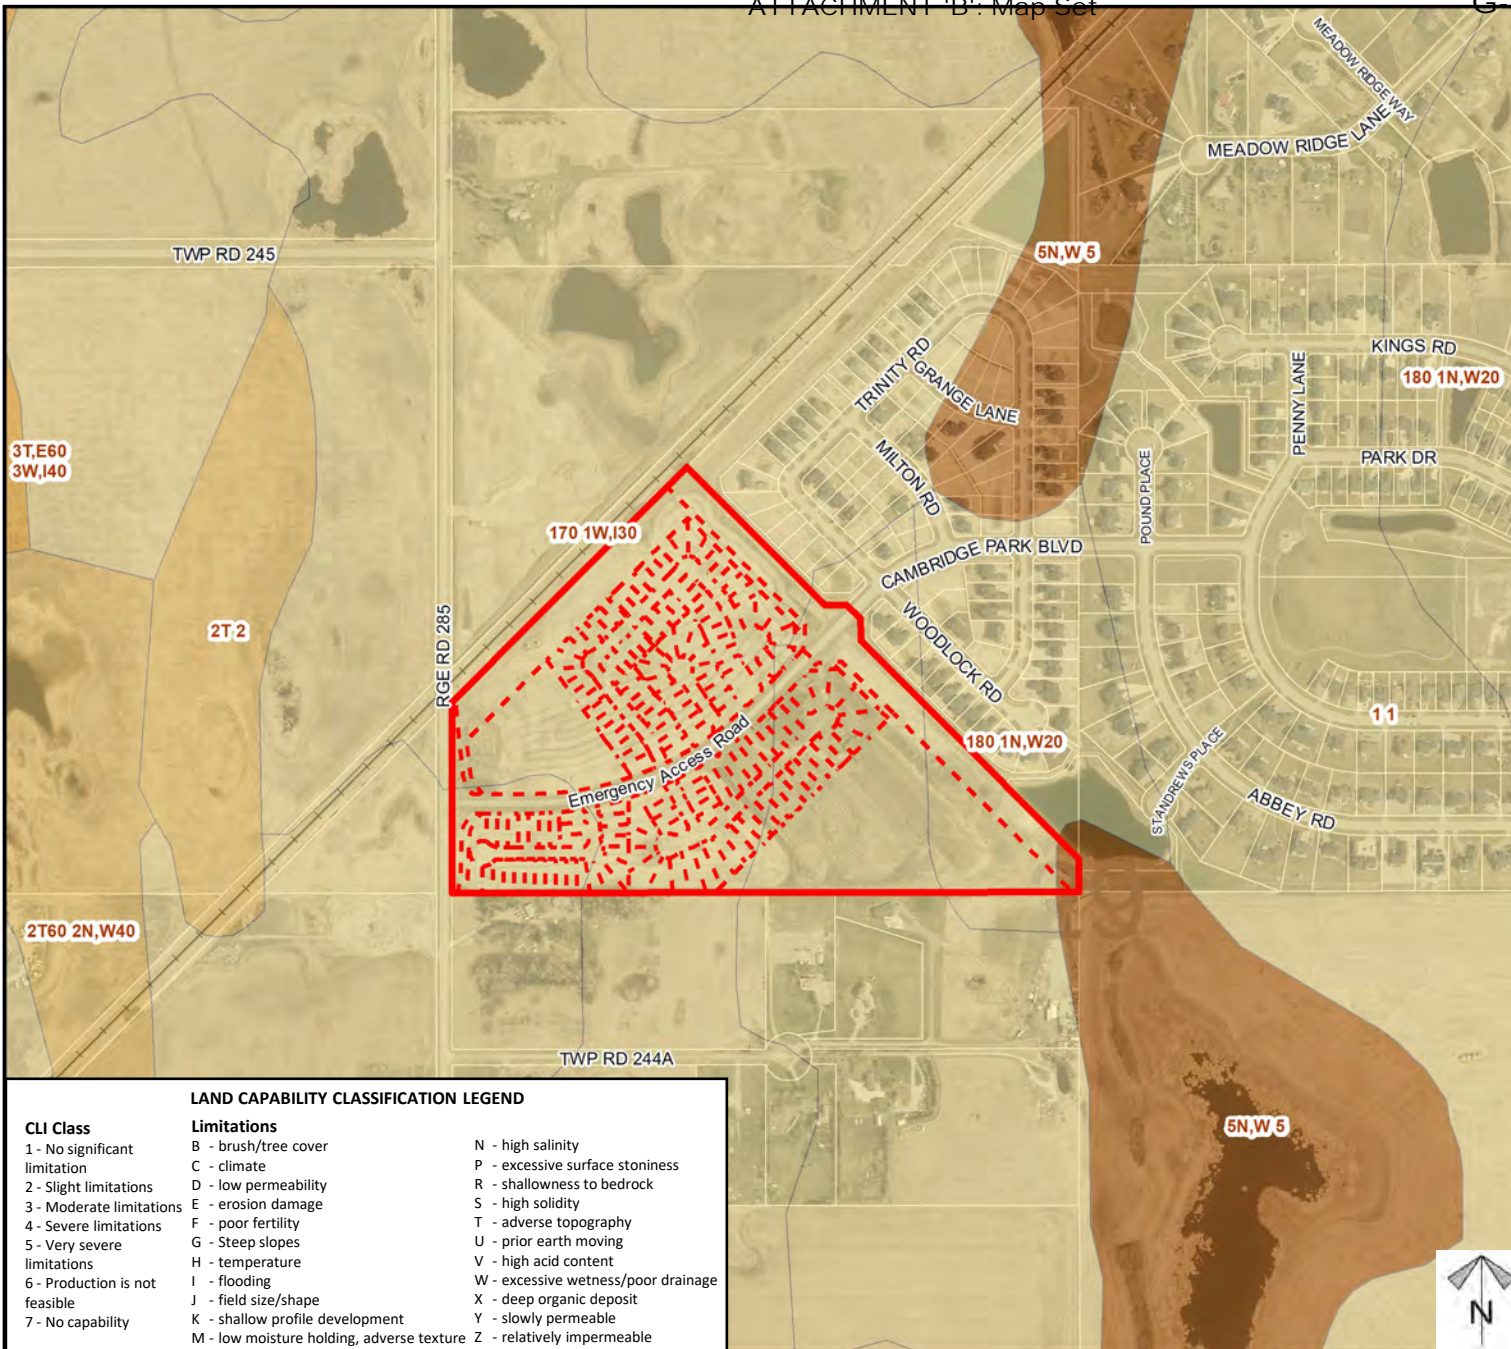 ATTACHMENT 'B': Map Set
G-
MEADOW RIDGE WAY
MEADOW RIDGE LANE
TWP RD 245
5N,W 5
KINGS RD
180 1N,W20
TRINITY RD
GRANGE LANE
PENNY LANE
3T,E60
3W,I40
MILTON RD
POUND PLACE
PARK DR
170 1W,I30
CAMBRIDGE PARK BLVD
2T 2
RGE RD 285
WOODLOCK RD
1 1
180 1N,W20
Emergency Access Road
STANDREWS PLACE
ABBEY RD
2T60 2N,W40
TWP RD 244A
5N,W 5
LAND CAPABILITY CLASSIFICATION LEGEND
CLI Class
1 - No significant
limitation
2 - Slight limitations
3 - Moderate limitations
4 - Severe limitations
5 - Very severe
limitations
6 - Production is not
feasible
7 - No capability
Limitations
B - brush/tree cover
C - climate
D - low permeability
E - erosion damage
F - poor fertility
G - Steep slopes
H - temperature
I - flooding
J - field size/shape
K - shallow profile development
M - low moisture holding, adverse texture
N - high salinity
P - excessive surface stoniness
R - shallowness to bedrock
S - high solidity
T - adverse topography
U - prior earth moving
V - high acid content
W - excessive wetness/poor drainage
X - deep organic deposit
Y - slowly permeable
Z - relatively impermeable
N